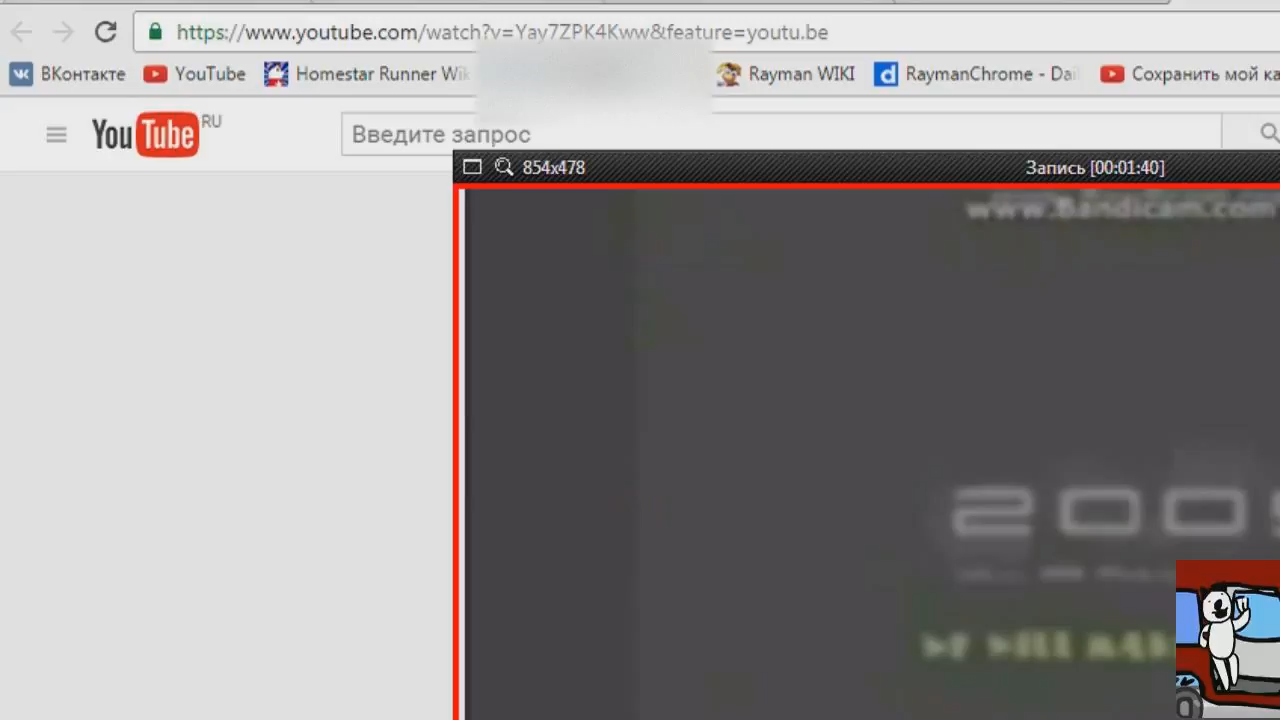 https://www.youtube.com/watch?v=Yay7ZPK4Kww&feature=youtu.be
ВКонтакте YouTube Homestar Runner Wik Rayman WIKI RaymanChrome - Dai Сохранить мой ка
YouTube RU Введите запрос
854x478 Запись [00:01:40]
www.Bandicam.com
2009